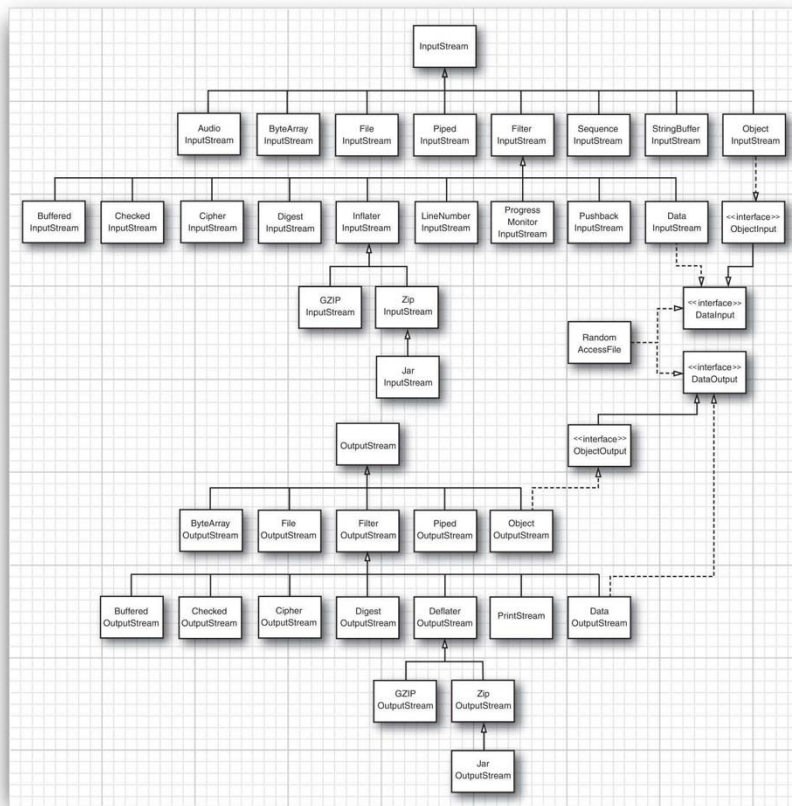 InputStream
Audio
InputStream
ByteArray
InputStream
File
InputStream
Piped
InputStream
Filter
InputStream
Sequence
InputStream
StringBuffer
InputStream
Object
InputStream
Buffered
InputStream
Checked
InputStream
Cipher
InputStream
Digest
InputStream
Inflater
InputStream
LineNumber
InputStream
Progress
Monitor
InputStream
Pushback
InputStream
Data
InputStream
<<interface>>
ObjectInput
GZIP
InputStream
Zip
InputStream
<<interface>>
DataInput
Random
AccessFile
Jar
InputStream
<<interface>>
DataOutput
OutputStream
<<interface>>
ObjectOutput
ByteArray
OutputStream
File
OutputStream
Filter
OutputStream
Piped
OutputStream
Object
OutputStream
Buffered
OutputStream
Checked
OutputStream
Cipher
OutputStream
Digest
OutputStream
Deflater
OutputStream
PrintStream
Data
OutputStream
GZIP
OutputStream
Zip
OutputStream
Jar
OutputStream